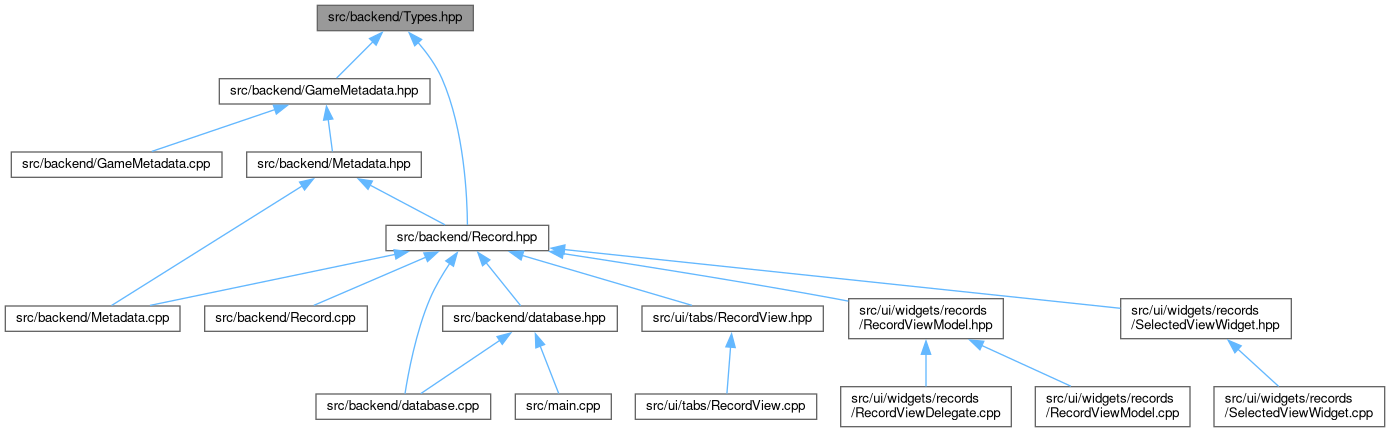 src/backend/Types.hpp
src/backend/GameMetadata.hpp
src/backend/GameMetadata.cpp
src/backend/Metadata.hpp
src/backend/Record.hpp
src/backend/Metadata.cpp
src/backend/Record.cpp
src/backend/database.hpp
src/ui/tabs/RecordView.hpp
src/ui/widgets/records
/RecordViewModel.hpp
src/ui/widgets/records
/SelectedViewWidget.hpp
src/backend/database.cpp
src/main.cpp
src/ui/tabs/RecordView.cpp
src/ui/widgets/records
/RecordViewDelegate.cpp
src/ui/widgets/records
/RecordViewModel.cpp
src/ui/widgets/records
/SelectedViewWidget.cpp